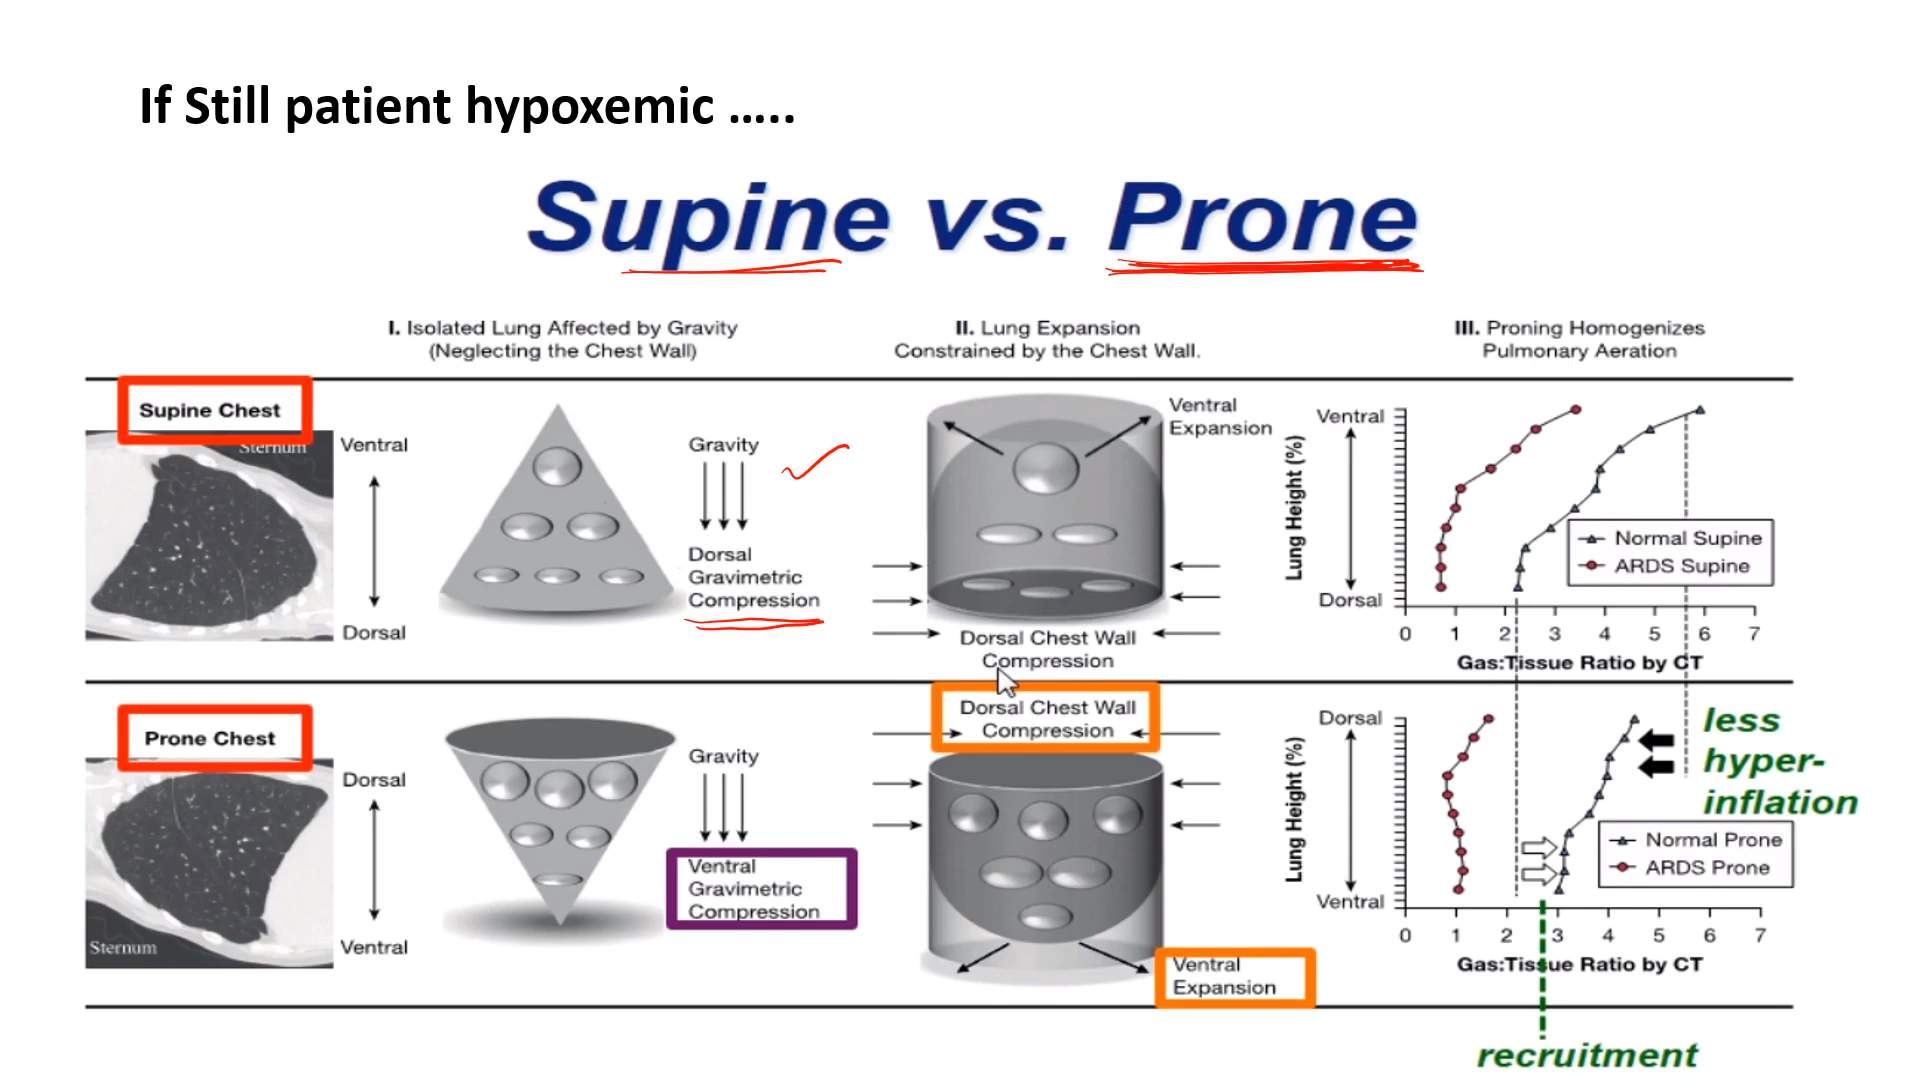 If Still patient hypoxemic …..
Supine vs. Prone
I. Isolated Lung Affected by Gravity
(Neglecting the Chest Wall)
II. Lung Expansion
Constrained by the Chest Wall.
III. Proning Homogenizes
Pulmonary Aeration
Supine Chest
Sternum
Ventral
Dorsal
Gravity
Dorsal
Gravimetric
Compression
Ventral
Expansion
Dorsal Chest Wall
Compression
Lung Height (%)
Ventral
Dorsal
Normal Supine
ARDS Supine
0 1 2 3 4 5 6 7
Gas:Tissue Ratio by CT
Prone Chest
Sternum
Dorsal
Ventral
Gravity
Ventral
Gravimetric
Compression
Dorsal Chest Wall
Compression
Ventral
Expansion
Lung Height (%)
Dorsal
Ventral
less
hyper-
inflation
Normal Prone
ARDS Prone
0 1 2 3 4 5 6 7
Gas:Tissue Ratio by CT
recruitment